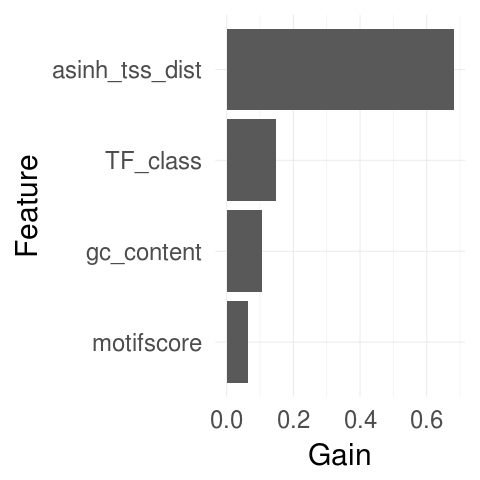 Feature
asinh_tss_dist
TF_class
gc_content
motifscore
0.0 0.2 0.4 0.6
Gain